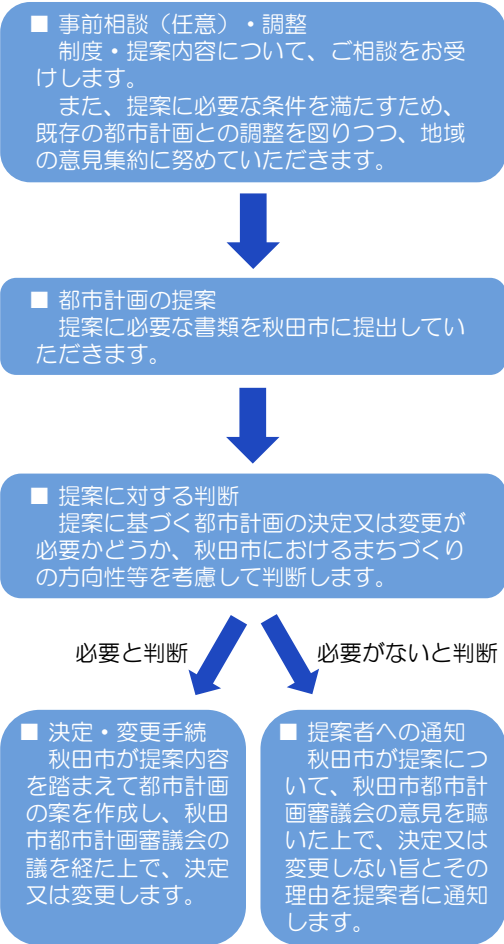 ■ 事前相談（任意）・調整
制度・提案内容について、ご相談をお受
けします。
また、提案に必要な条件を満たすため、
既存の都市計画との調整を図りつつ、地域
の意見集約に努めていただきます。
■ 都市計画の提案
提案に必要な書類を秋田市に提出してい
ただきます。
■ 提案に対する判断
提案に基づく都市計画の決定又は変更が
必要かどうか、秋田市におけるまちづくり
の方向性等を考慮して判断します。
必要と判断
必要がないと判断
■ 決定・変更手続
秋田市が提案内容
を踏まえて都市計画
の案を作成し、秋田
市都市計画審議会の
議を経た上で、決定
又は変更します。
■ 提案者への通知
秋田市が提案につ
いて、秋田市都市計
画審議会の意見を聴
いた上で、決定又は
変更しない旨とその
理由を提案者に通知
します。